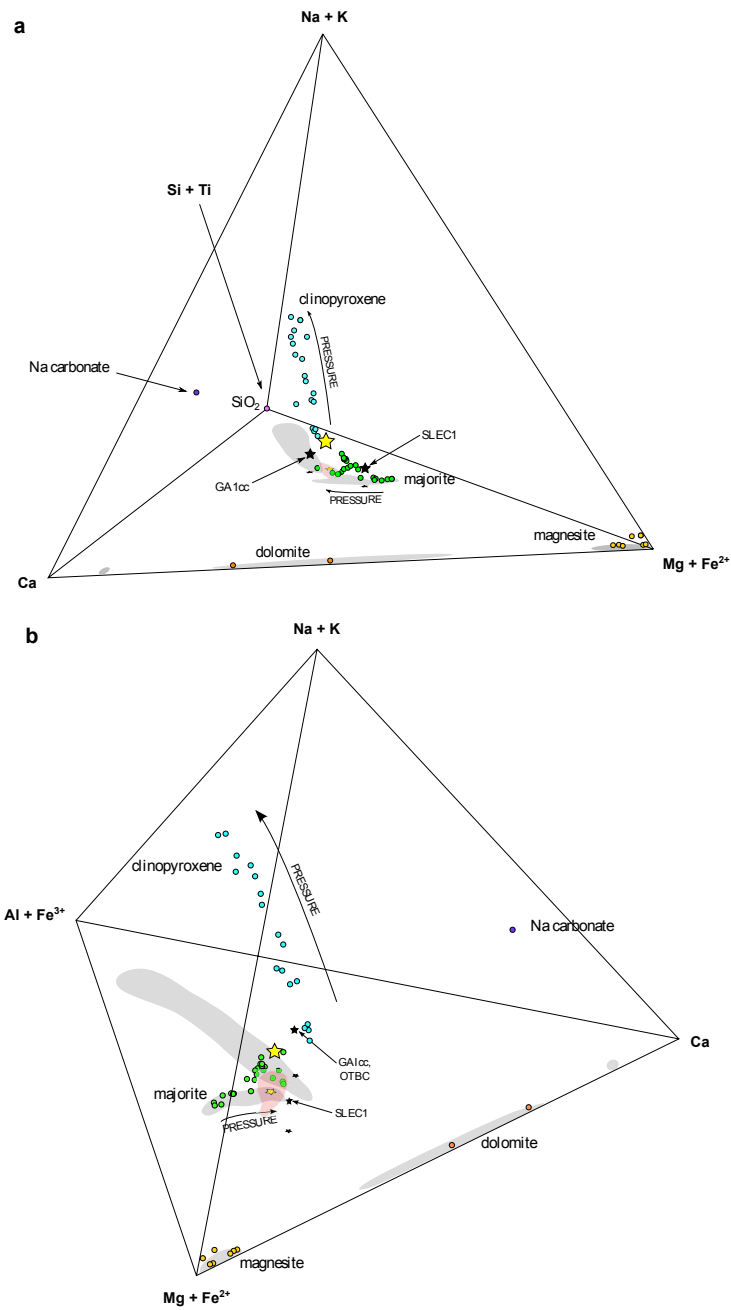 a
Na + K
Si + Ti
clinopyroxene
PRESSURE
Na carbonate
SiO₂
SLEC1
GA1cc
majorite
PRESSURE
magnesite
dolomite
Mg + Fe²⁺
Ca
b
Na + K
clinopyroxene
PRESSURE
Al + Fe³⁺
Na carbonate
Ca
GAIcc,
OTBC
majorite
SLEC1
PRESSURE
dolomite
magnesite
Mg + Fe²⁺